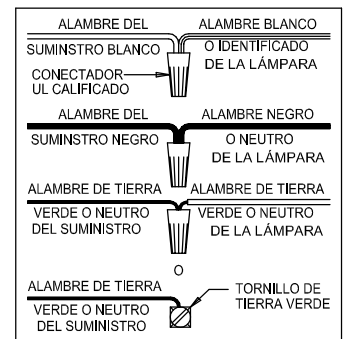 ALAMBRE DEL ALAMBRE BLANCO
SUMINSTRO BLANCO O IDENTIFICADO
DE LA LÁMPARA
CONECTADOR
UL CALIFICADO
ALAMBRE DEL ALAMBRE NEGRO
SUMINSTRO NEGRO O NEUTRO
DE LA LÁMPARA
ALAMBRE DE TIERRA ALAMBRE DE TIERRA
VERDE O NEUTRO VERDE O NEUTRO
DEL SUMINISTRO DE LA LÁMPARA
O
ALAMBRE DE TIERRA TORNILLO DE
VERDE O NEUTRO TIERRA VERDE
DEL SUMINISTRO